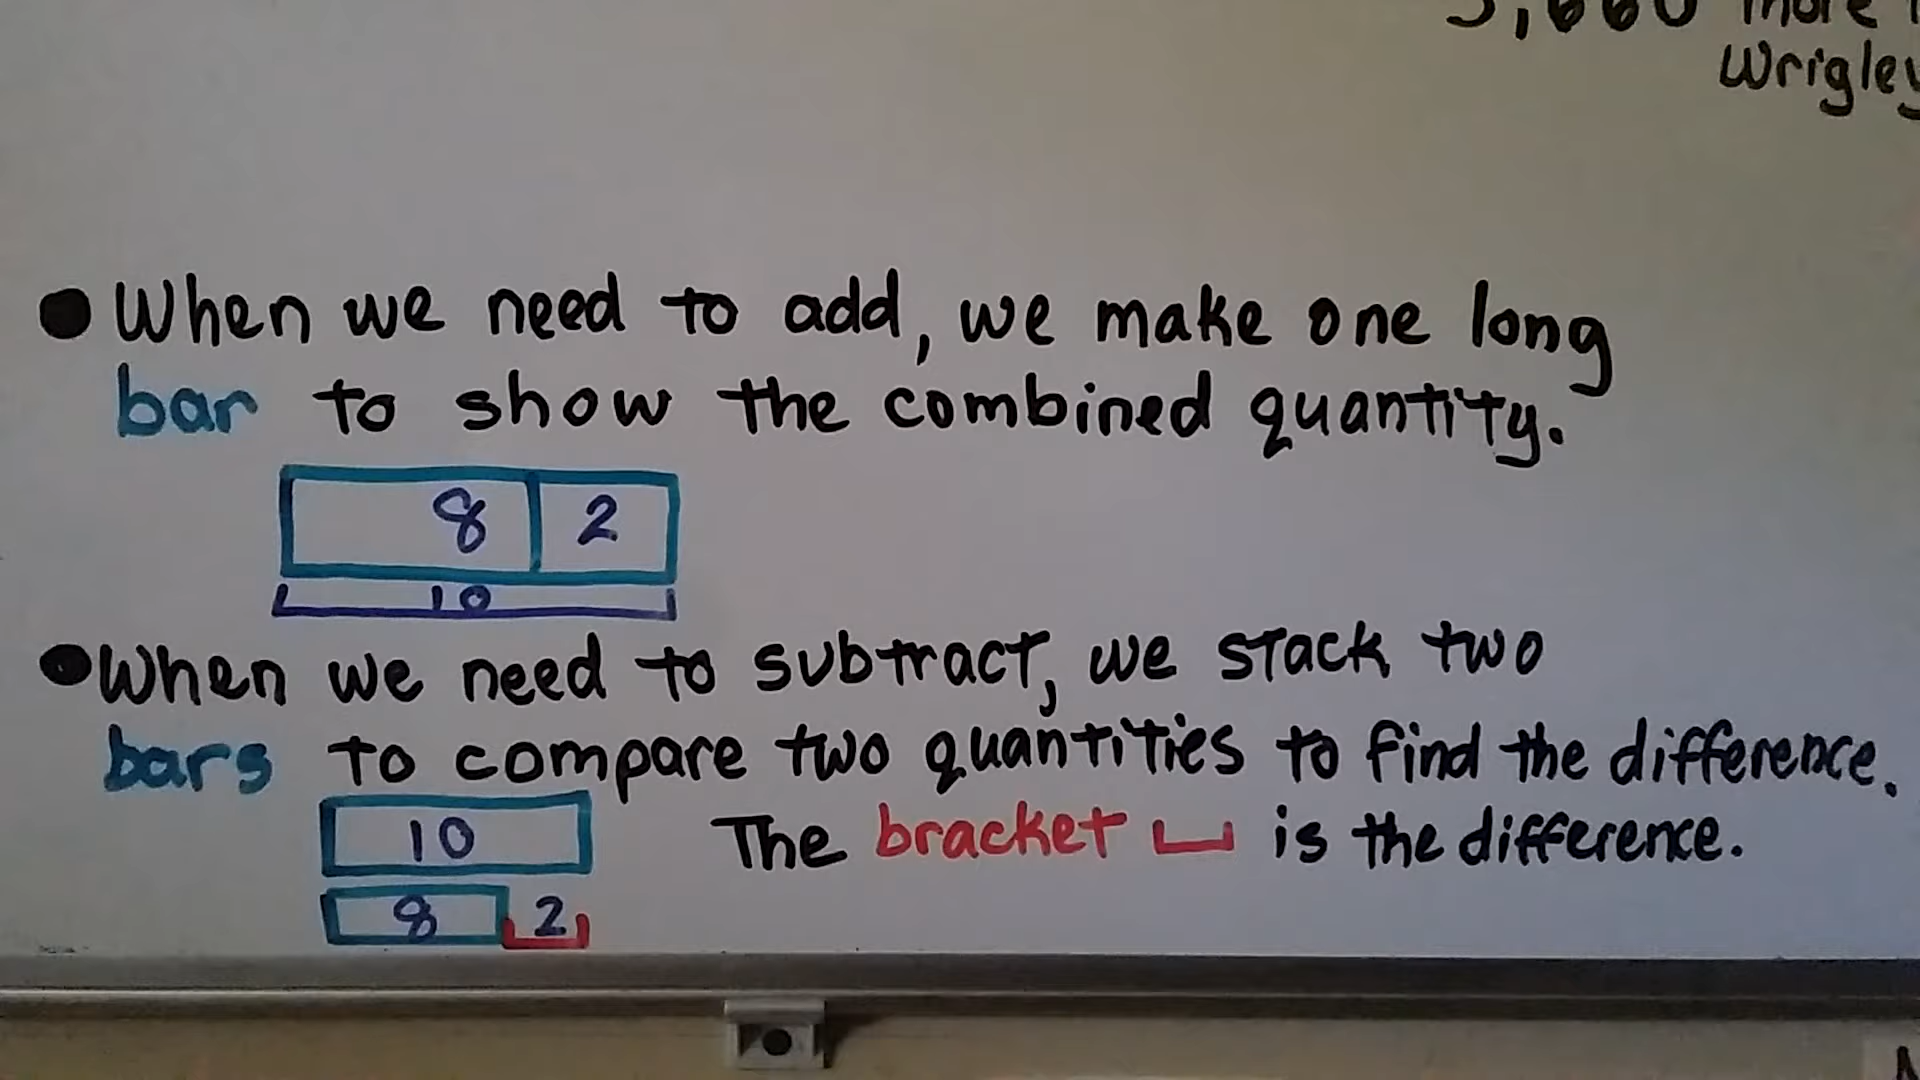 more
Wrigley
● When we need to add, we make one long
bar to show the combined quantity.
8 2
10
● When we need to subtract, we stack two
bars to compare two quantities to find the difference.
10
The bracket ⎵ is the difference.
8 2